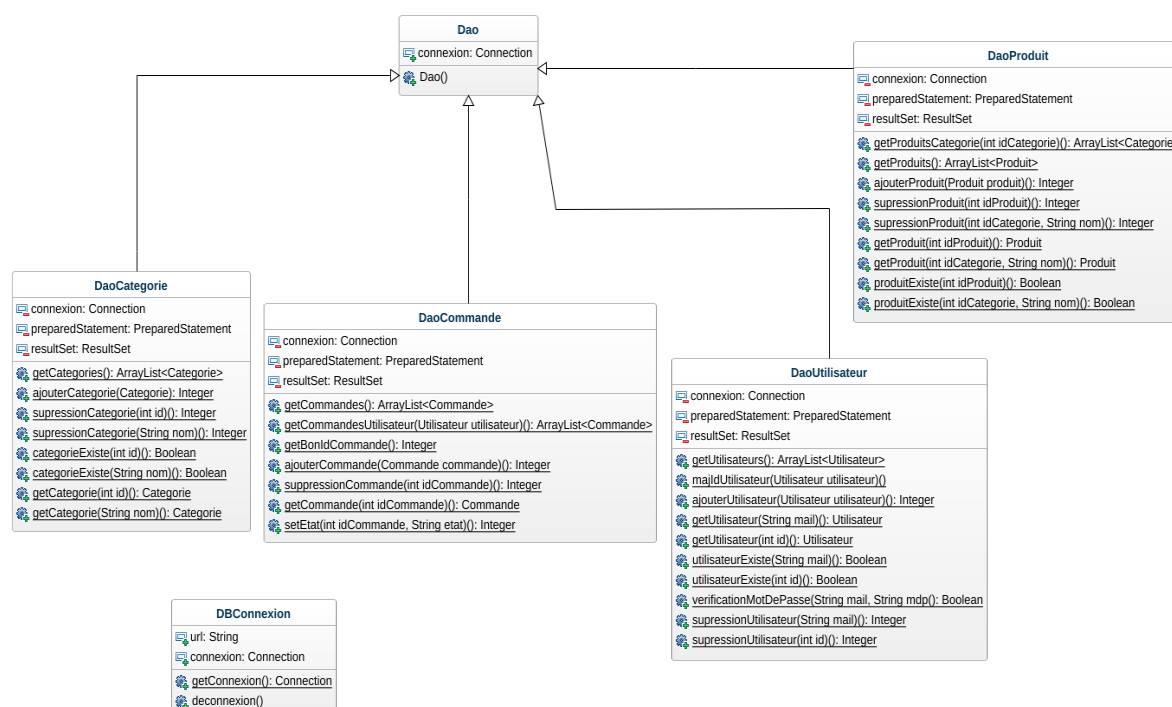 Dao
connexion: Connection
Dao()
DaoProduit
connexion: Connection
preparedStatement: PreparedStatement
resultSet: ResultSet
getProduitsCategorie(int idCategorie)(): ArrayList<Categorie
getProduits(): ArrayList<Produit>
ajouterProduit(Produit produit)(): Integer
supressionProduit(int idProduit)(): Integer
supressionProduit(int idCategorie, String nom)(): Integer
getProduit(int idProduit)(): Produit
getProduit(int idCategorie, String nom)(): Produit
produitExiste(int idProduit)(): Boolean
produitExiste(int idCategorie, String nom)(): Boolean
DaoCategorie
connexion: Connection
preparedStatement: PreparedStatement
resultSet: ResultSet
getCategories(): ArrayList<Categorie>
ajouterCategorie(Categorie): Integer
supressionCategorie(int id)(): Integer
supressionCategorie(String nom)(): Integer
categorieExiste(int id)(): Boolean
categorieExiste(String nom)(): Boolean
getCategorie(int id)(): Categorie
getCategorie(String nom)(): Categorie
DaoCommande
connexion: Connection
preparedStatement: PreparedStatement
resultSet: ResultSet
getCommandes(): ArrayList<Commande>
getCommandesUtilisateur(Utilisateur utilisateur)(): ArrayList<Commande>
getBonIdCommande(): Integer
ajouterCommande(Commande commande)(): Integer
suppressionCommande(int idCommande)(): Integer
getCommande(int idCommande)(): Commande
setEtat(int idCommande, String etat)(): Integer
DaoUtilisateur
connexion: Connection
preparedStatement: PreparedStatement
resultSet: ResultSet
getUtilisateurs(): ArrayList<Utilisateur>
majIdUtilisateur(Utilisateur utilisateur)()
ajouterUtilisateur(Utilisateur utilisateur)(): Integer
getUtilisateur(String mail)(): Utilisateur
getUtilisateur(int id)(): Utilisateur
utilisateurExiste(String mail)(): Boolean
utilisateurExiste(int id)(): Boolean
verificationMotDePasse(String mail, String mdp(): Boolean
supressionUtilisateur(String mail)(): Integer
supressionUtilisateur(int id)(): Integer
DBConnexion
url: String
connexion: Connection
getConnexion(): Connection
deconnexion()